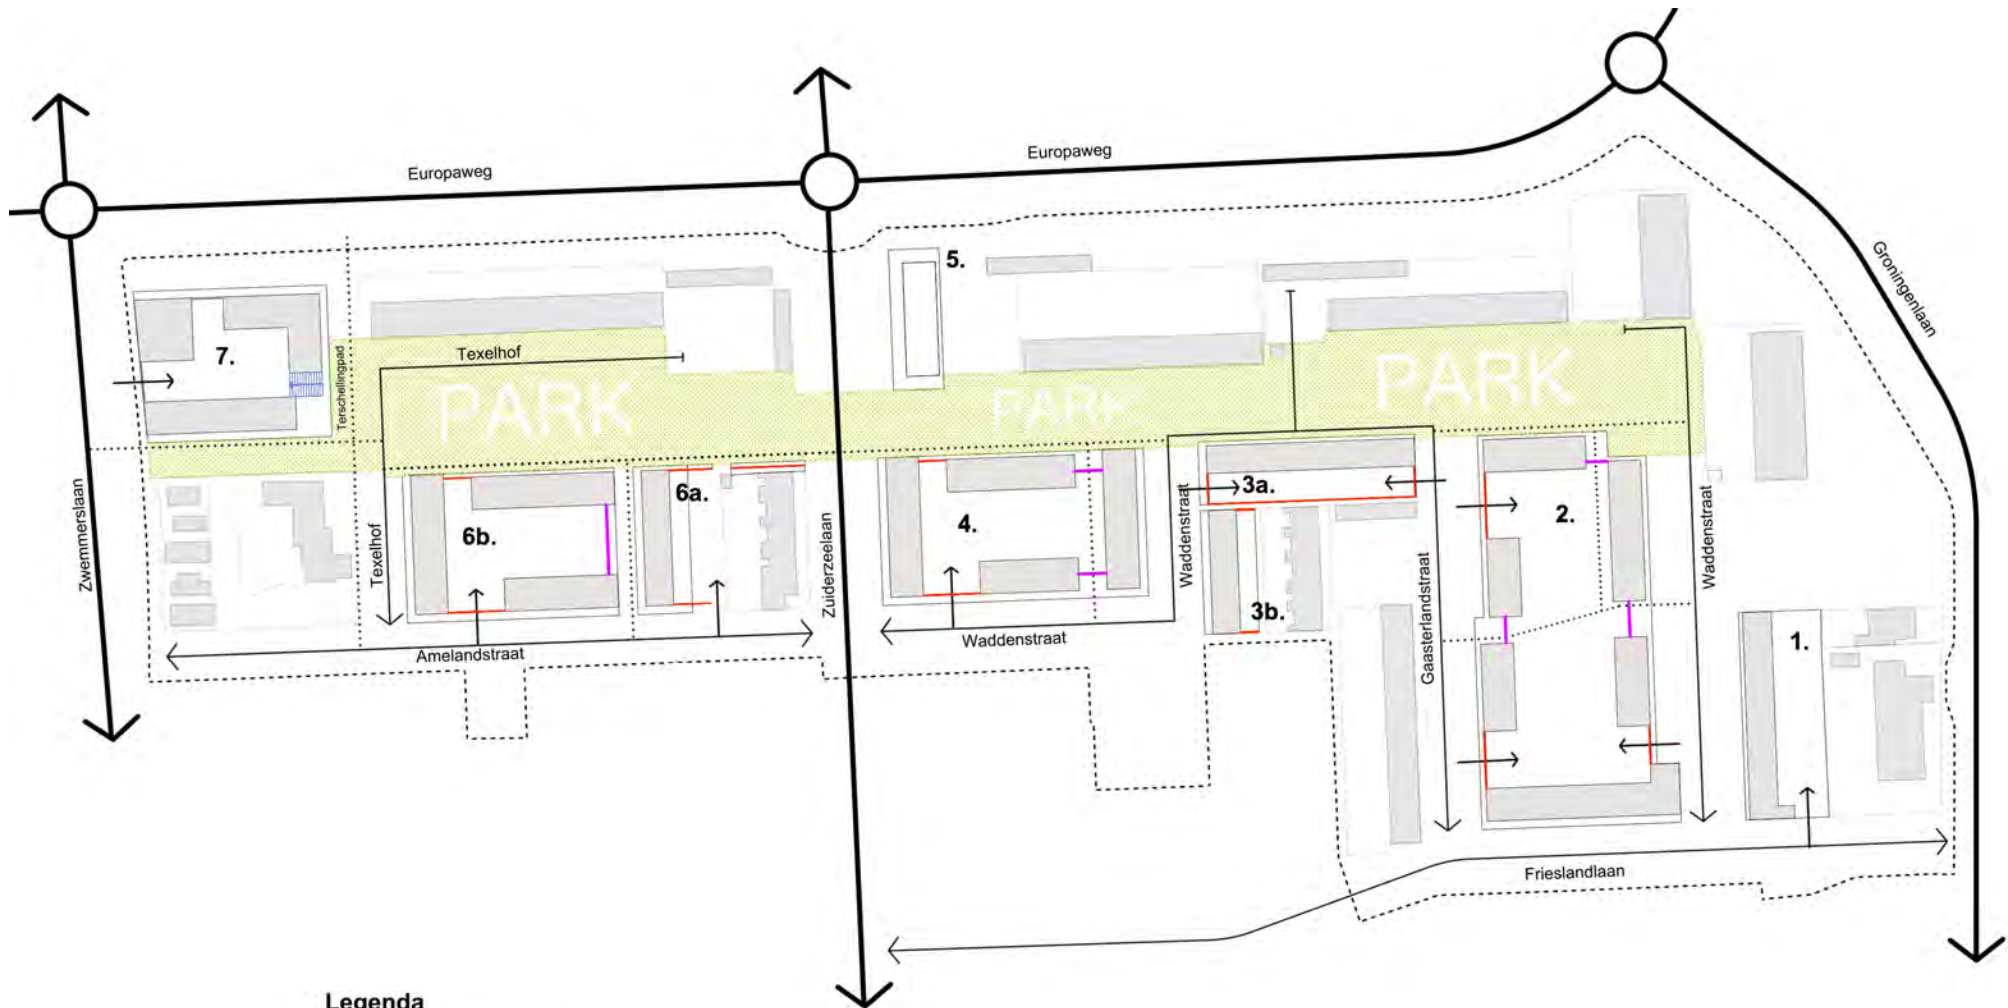 Europaweg
Europaweg
Groningenlaan
5.
7.
Terschellingpad
Texelhof
PARK
PARK
PARK
Zwemmerslaan
Texelhof
6b.
6a.
Zuiderzeelaan
4.
Waddenstraat
3a.
3b.
Gaasterlandstraat
2.
Waddenstraat
1.
Amelandstraat
Waddenstraat
Frieslandlaan
Legenda